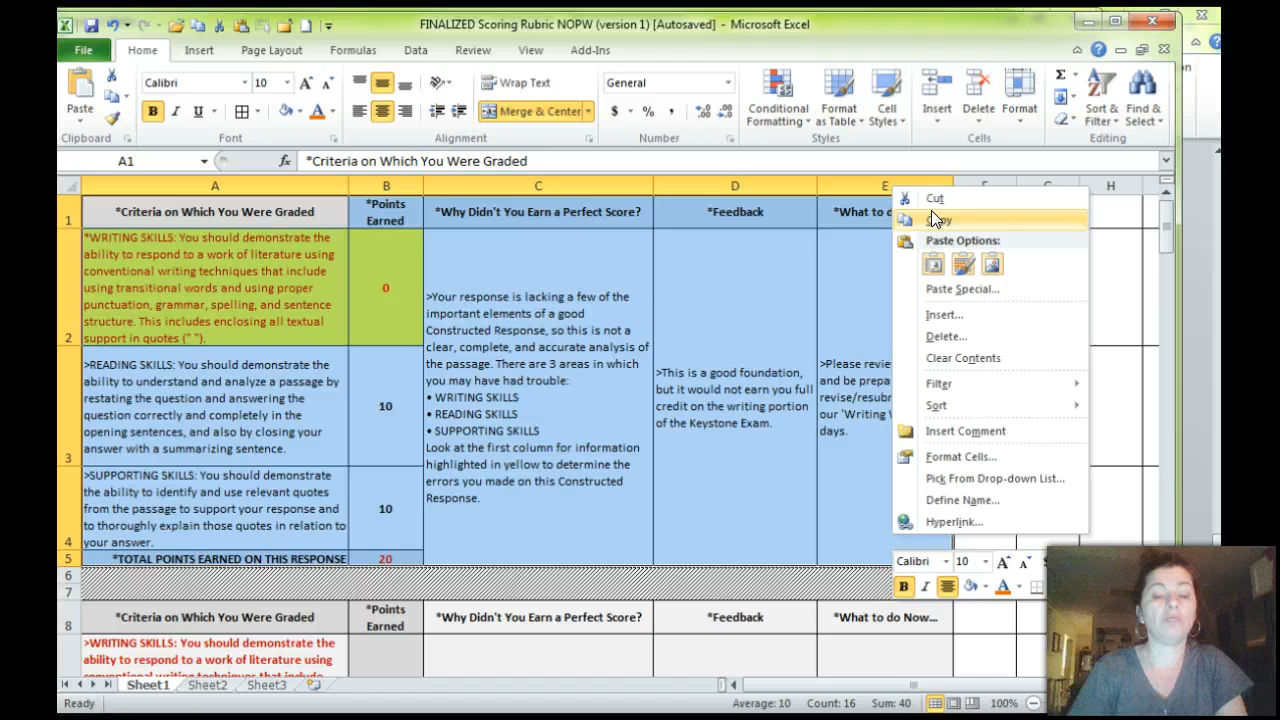 FINALIZED Scoring Rubric NOPW (version 1) [Autosaved] - Microsoft Excel
File Home Insert Page Layout Formulas Data Review View Add-Ins
Paste
Calibri 10
B I U
Wrap Text
Merge & Center
General
$ % ,
Conditional Formatting
Format as Table
Cell Styles
Insert Delete Format
Sort & Filter
Find & Select
Clipboard Font Alignment Number Styles Cells Editing
A1 fx *Criteria on Which You Were Graded
A B C D E F G H
1 *Criteria on Which You Were Graded
*Points
Earned
*Why Didn't You Earn a Perfect Score?
*Feedback
*What to d
2
*WRITING SKILLS: You should demonstrate the
ability to respond to a work of literature using
conventional writing techniques that include
using transitional words and using proper
punctuation, grammar, spelling, and sentence
structure. This includes enclosing all textual
support in quotes (" ").
0
3
>READING SKILLS: You should demonstrate the
ability to understand and analyze a passage by
restating the question and answering the
question correctly and completely in the
opening sentences, and also by closing your
answer with a summarizing sentence.
10
4
>SUPPORTING SKILLS: You should demonstrate
the ability to identify and use relevant quotes
from the passage to support your response and
to thoroughly explain those quotes in relation to
your answer.
10
5 *TOTAL POINTS EARNED ON THIS RESPONSE 20
>Your response is lacking a few of the
important elements of a good
Constructed Response, so this is not a
clear, complete, and accurate analysis of
the passage. There are 3 areas in which
you may have had trouble:
• WRITING SKILLS
• READING SKILLS
• SUPPORTING SKILLS
Look at the first column for information
highlighted in yellow to determine the
errors you made on this Constructed
Response.
>This is a good foundation,
but it would not earn you full
credit on the writing portion
of the Keystone Exam.
>Please revie
and be prepa
revise/resub
our 'Writing W
days.
Cut
Copy
Paste Options:
Paste Special...
Insert...
Delete...
Clear Contents
Filter
Sort
Insert Comment
Format Cells...
Pick From Drop-down List...
Define Name...
Hyperlink...
Calibri 10
B I
6
7
8 *Criteria on Which You Were Graded
*Points
Earned
*Why Didn't You Earn a Perfect Score?
*Feedback
*What to do Now...
>WRITING SKILLS: You should demonstrate the
ability to respond to a work of literature using
conventional writing techniques that include
Sheet1 Sheet2 Sheet3
Ready Average: 10 Count: 16 Sum: 40 100%